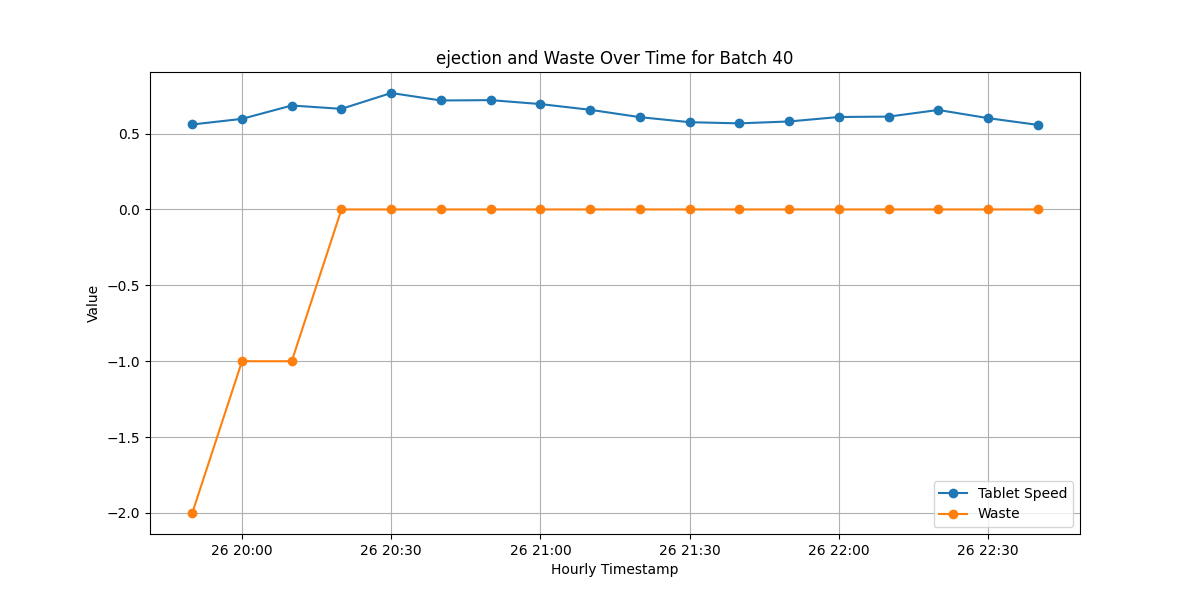 ejection and Waste Over Time for Batch 40
Value
0.5
0.0
−0.5
−1.0
−1.5
−2.0
26 20:00
26 20:30
26 21:00
26 21:30
26 22:00
26 22:30
Hourly Timestamp
Tablet Speed
Waste